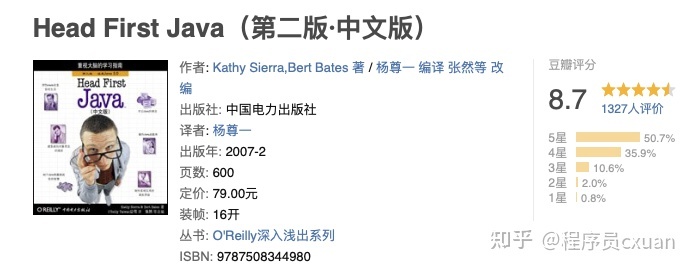 Head First Java（第二版·中文版）
重视大脑的学习指南
Head First
Java
(中文版)
O'REILLY
作者: Kathy Sierra,Bert Bates 著 / 杨尊一 编译 张然等 改
编
出版社: 中国电力出版社
译者: 杨尊一
出版年: 2007-2
页数: 600
定价: 79.00元
装帧: 16开
丛书: O'Reilly深入浅出系列
ISBN: 9787508344980
豆瓣评分
8.7
1327人评价
5星 50.7%
4星 35.9%
3星 10.6%
2星 2.0%
1星 0.8%
知乎 @程序员cxuan